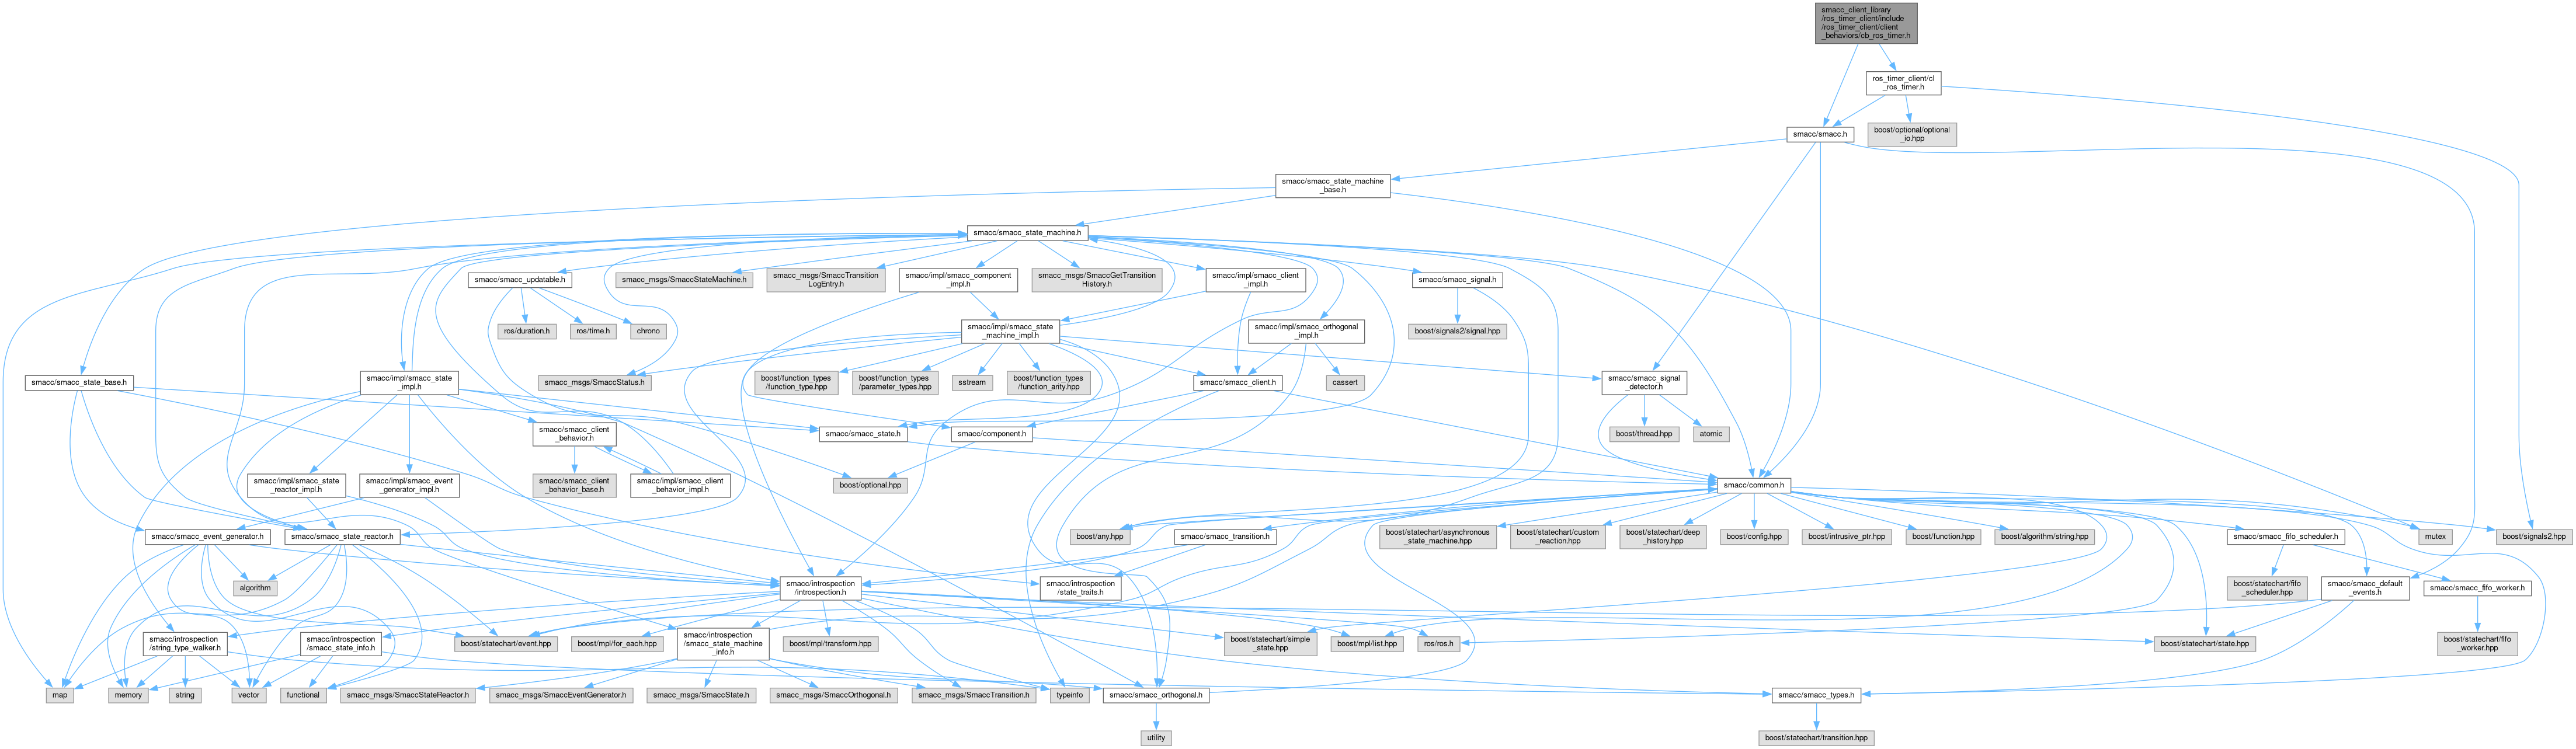 smacc_client_library
/ros_timer_client/include
/ros_timer_client/client
_behaviors/cb_ros_timer.h
ros_timer_client/cl
_ros_timer.h
smacc/smacc.h
boost/optional/optional
_io.hpp
smacc/smacc_state_machine
_base.h
smacc/smacc_state_machine.h
smacc/smacc_updatable.h
smacc_msgs/SmaccStateMachine.h
smacc_msgs/SmaccTransition
LogEntry.h
smacc/impl/smacc_component
_impl.h
smacc_msgs/SmaccGetTransition
History.h
smacc/impl/smacc_client
_impl.h
smacc/smacc_signal.h
ros/duration.h
ros/time.h
chrono
smacc/impl/smacc_state
_machine_impl.h
smacc/impl/smacc_orthogonal
_impl.h
boost/signals2/signal.hpp
smacc/smacc_state_base.h
smacc/impl/smacc_state
_impl.h
smacc_msgs/SmaccStatus.h
boost/function_types
/function_type.hpp
boost/function_types
/parameter_types.hpp
sstream
boost/function_types
/function_arity.hpp
smacc/smacc_client.h
cassert
smacc/smacc_signal
_detector.h
smacc/smacc_client
_behavior.h
smacc/smacc_state.h
smacc/component.h
boost/thread.hpp
atomic
smacc/impl/smacc_state
_reactor_impl.h
smacc/impl/smacc_event
_generator_impl.h
smacc/smacc_client
_behavior_base.h
smacc/impl/smacc_client
_behavior_impl.h
boost/optional.hpp
smacc/common.h
smacc/smacc_event_generator.h
smacc/smacc_state_reactor.h
boost/any.hpp
smacc/smacc_transition.h
boost/statechart/asynchronous
_state_machine.hpp
boost/statechart/custom
_reaction.hpp
boost/statechart/deep
_history.hpp
boost/config.hpp
boost/intrusive_ptr.hpp
boost/function.hpp
boost/algorithm/string.hpp
smacc/smacc_fifo_scheduler.h
mutex
boost/signals2.hpp
algorithm
smacc/introspection
/introspection.h
smacc/introspection
/state_traits.h
boost/statechart/fifo
_scheduler.hpp
smacc/smacc_default
_events.h
smacc/smacc_fifo_worker.h
smacc/introspection
/string_type_walker.h
smacc/introspection
/smacc_state_info.h
boost/statechart/event.hpp
boost/mpl/for_each.hpp
smacc/introspection
/smacc_state_machine
_info.h
boost/mpl/transform.hpp
boost/statechart/simple
_state.hpp
boost/mpl/list.hpp
ros/ros.h
boost/statechart/state.hpp
boost/statechart/fifo
_worker.hpp
map
memory
string
vector
functional
smacc_msgs/SmaccStateReactor.h
smacc_msgs/SmaccEventGenerator.h
smacc_msgs/SmaccState.h
smacc_msgs/SmaccOrthogonal.h
smacc_msgs/SmaccTransition.h
typeinfo
smacc/smacc_orthogonal.h
smacc/smacc_types.h
utility
boost/statechart/transition.hpp